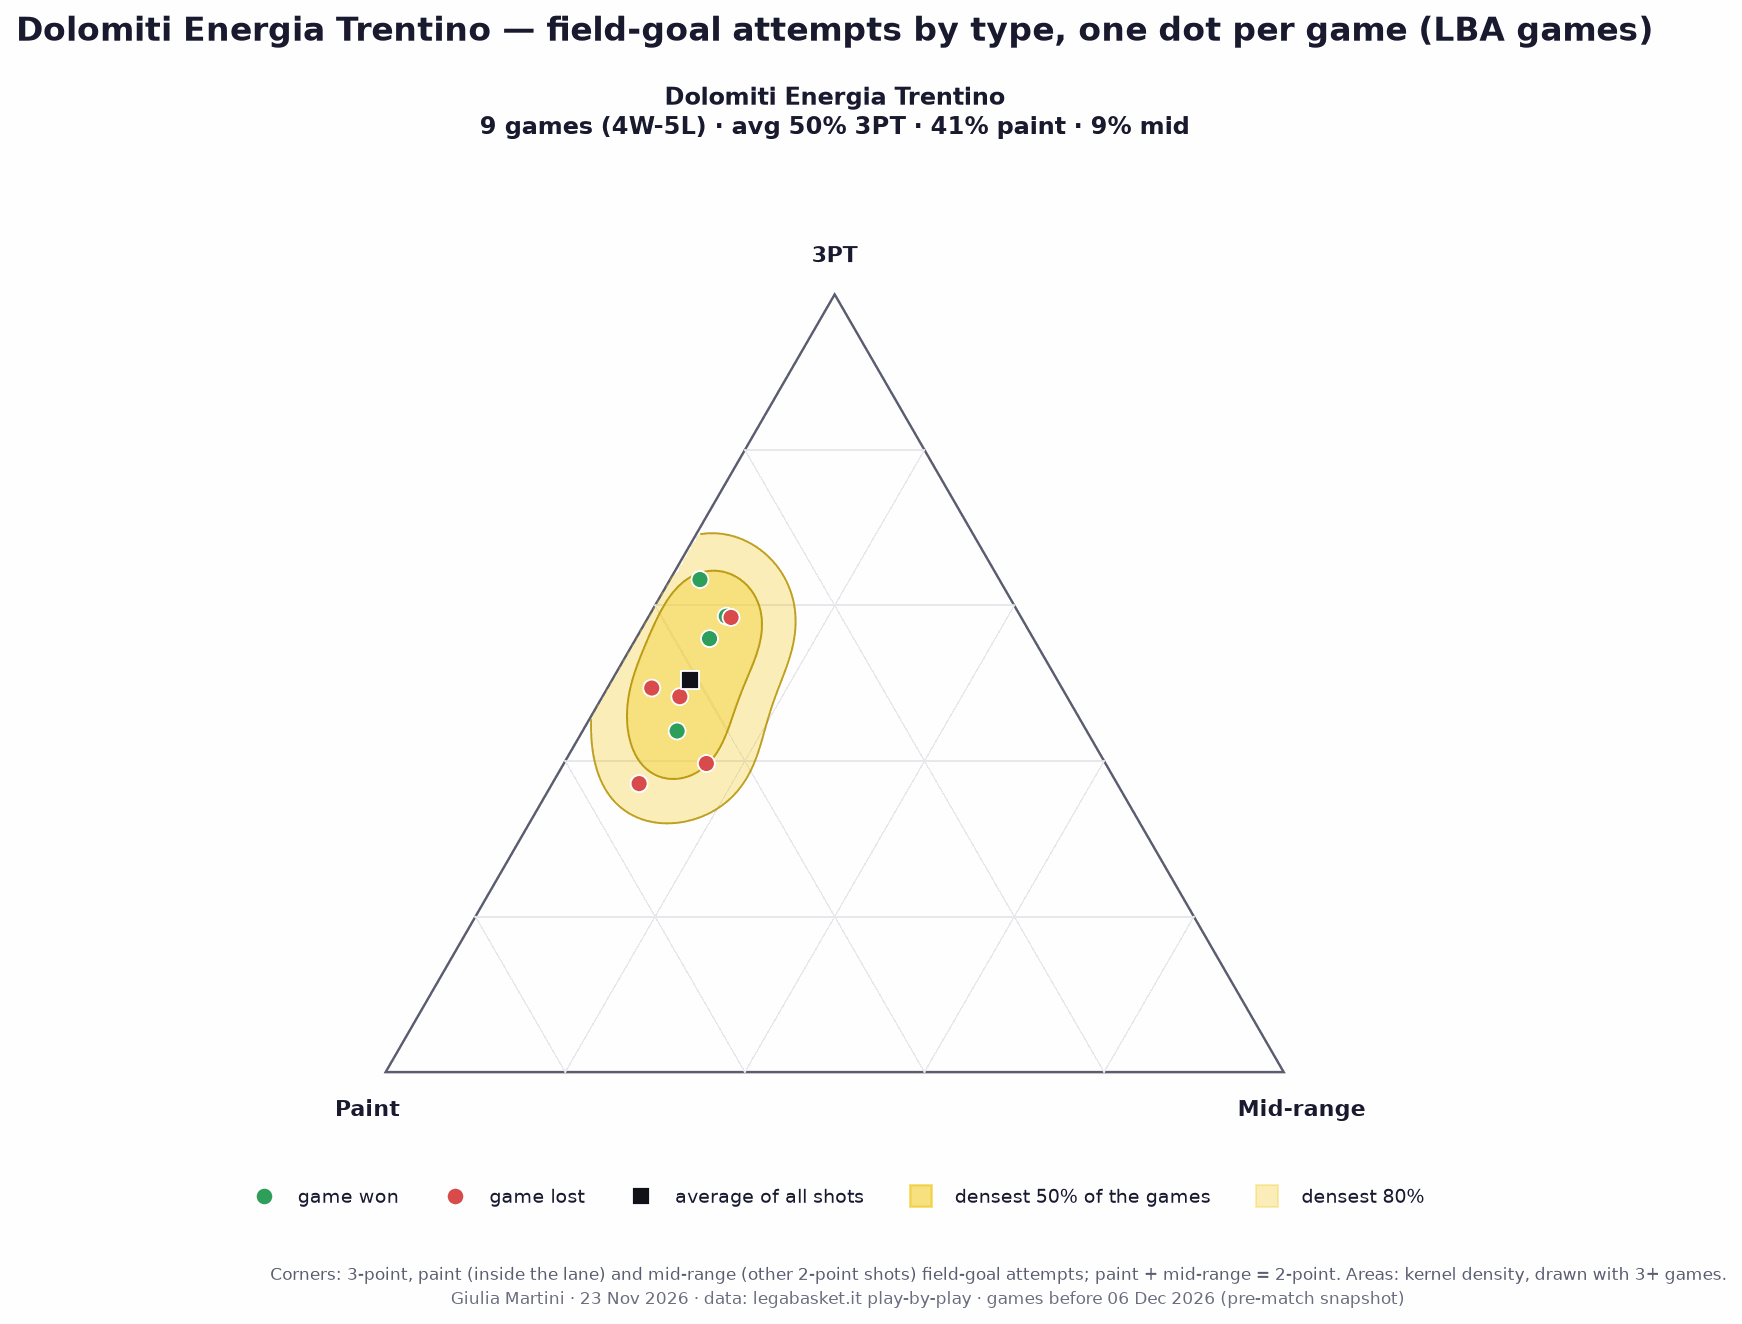 Dolomiti Energia Trentino — field-goal attempts by type, one dot per game (LBA games)
Dolomiti Energia Trentino
9 games (4W-5L) · avg 50% 3PT · 41% paint · 9% mid
3PT
Paint
Mid-range
game won
game lost
average of all shots
densest 50% of the games
densest 80%
Corners: 3-point, paint (inside the lane) and mid-range (other 2-point shots) field-goal attempts; paint + mid-range = 2-point. Areas: kernel density, drawn with 3+ games.
Giulia Martini · 23 Nov 2026 · data: legabasket.it play-by-play · games before 06 Dec 2026 (pre-match snapshot)